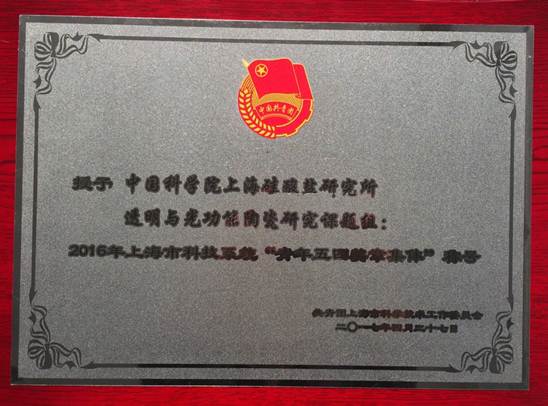 中国共青团
授予 中国科学院上海硅酸盐研究所
透明与光功能陶瓷研究课题组：
2016年上海市科技系统“青年五四奖章集体”称号
共青团上海市科学技术工作委员会
二〇一七年四月二十七日